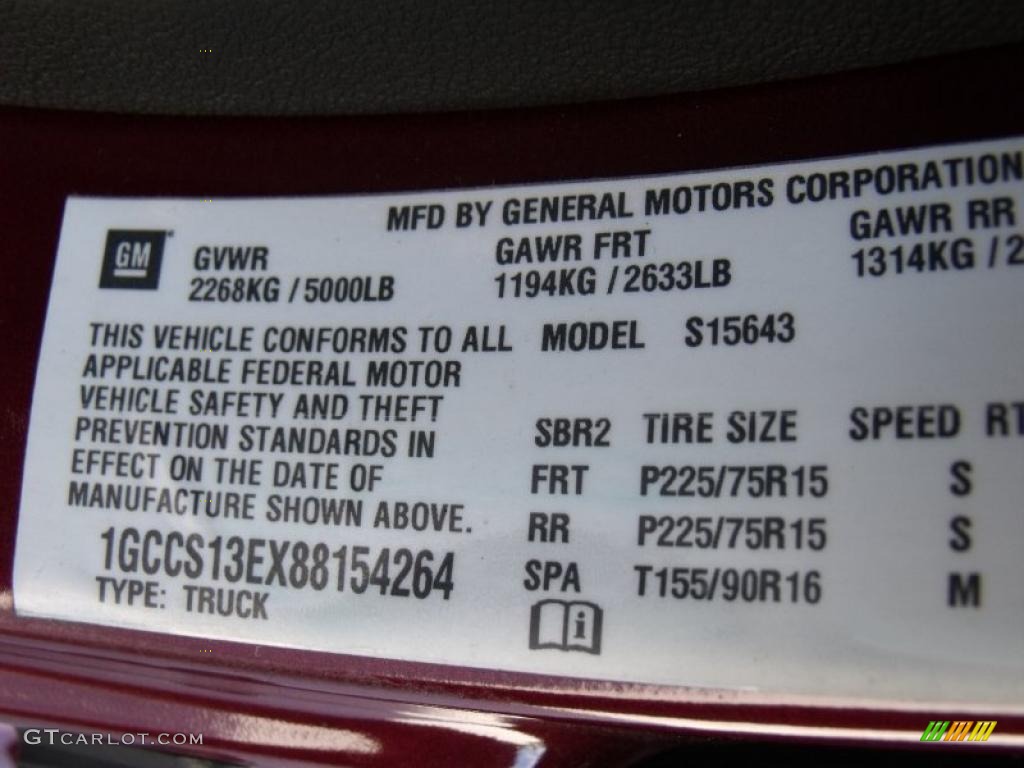 MFD BY GENERAL MOTORS CORPORATION
GM
GVWR GAWR FRT GAWR RR
2268KG / 5000LB 1194KG / 2633LB 1314KG / 2
THIS VEHICLE CONFORMS TO ALL
APPLICABLE FEDERAL MOTOR
VEHICLE SAFETY AND THEFT
PREVENTION STANDARDS IN
EFFECT ON THE DATE OF
MANUFACTURE SHOWN ABOVE.
1GCCS13EX88154264
TYPE: TRUCK
MODEL S15643
SBR2 TIRE SIZE SPEED RT
FRT P225/75R15 S
RR P225/75R15 S
SPA T155/90R16 M
i
GTCARLOT.COM